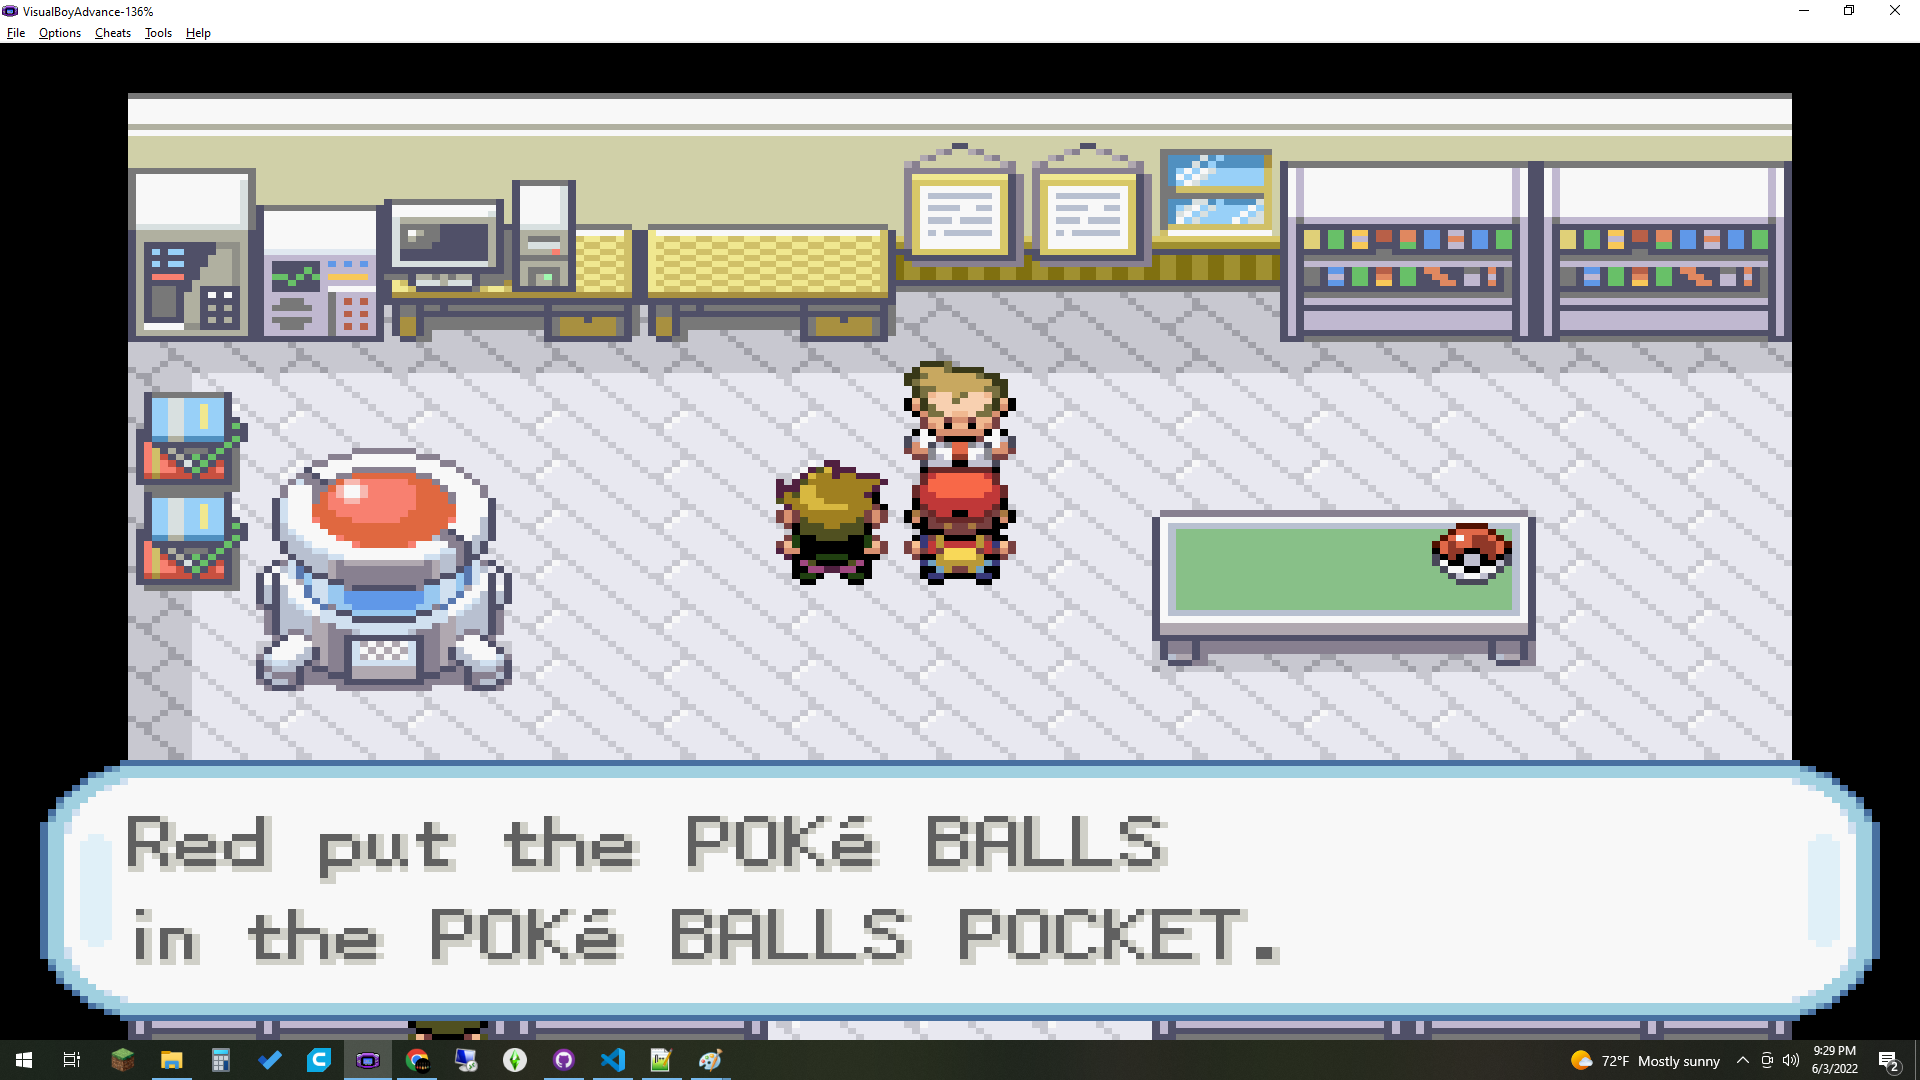 VisualBoyAdvance-136%
File Options Cheats Tools Help
Red put the POKé BALLS
in the POKé BALLS POCKET.
72°F Mostly sunny
9:29 PM
6/3/2022
2